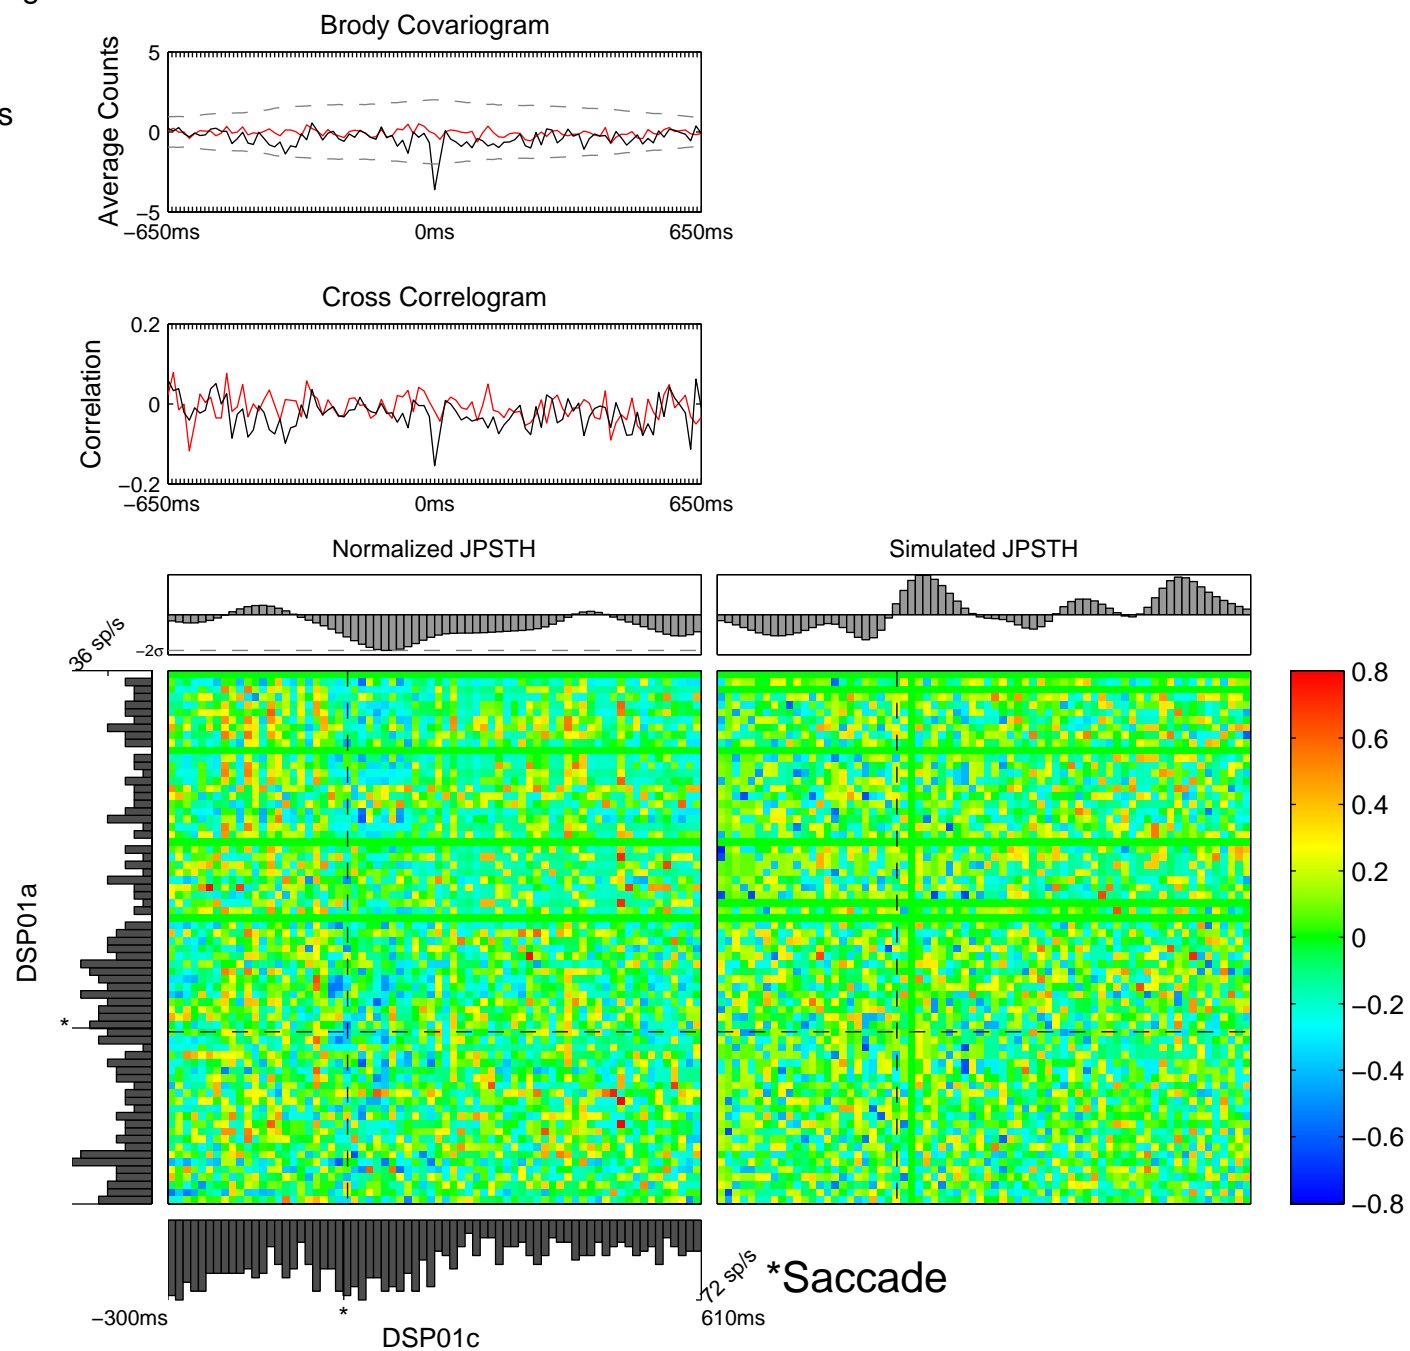 g
Brody Covariogram
s
Average Counts
5
0
−5
−650ms
0ms
650ms
Cross Correlogram
Correlation
0.2
0
−0.2
−650ms
0ms
650ms
Normalized JPSTH
Simulated JPSTH
36 sp/s
−2σ
DSP01a
*
0.8
0.6
0.4
0.2
0
−0.2
−0.4
−0.6
−0.8
72 sp/s
*Saccade
*
−300ms
610ms
DSP01c